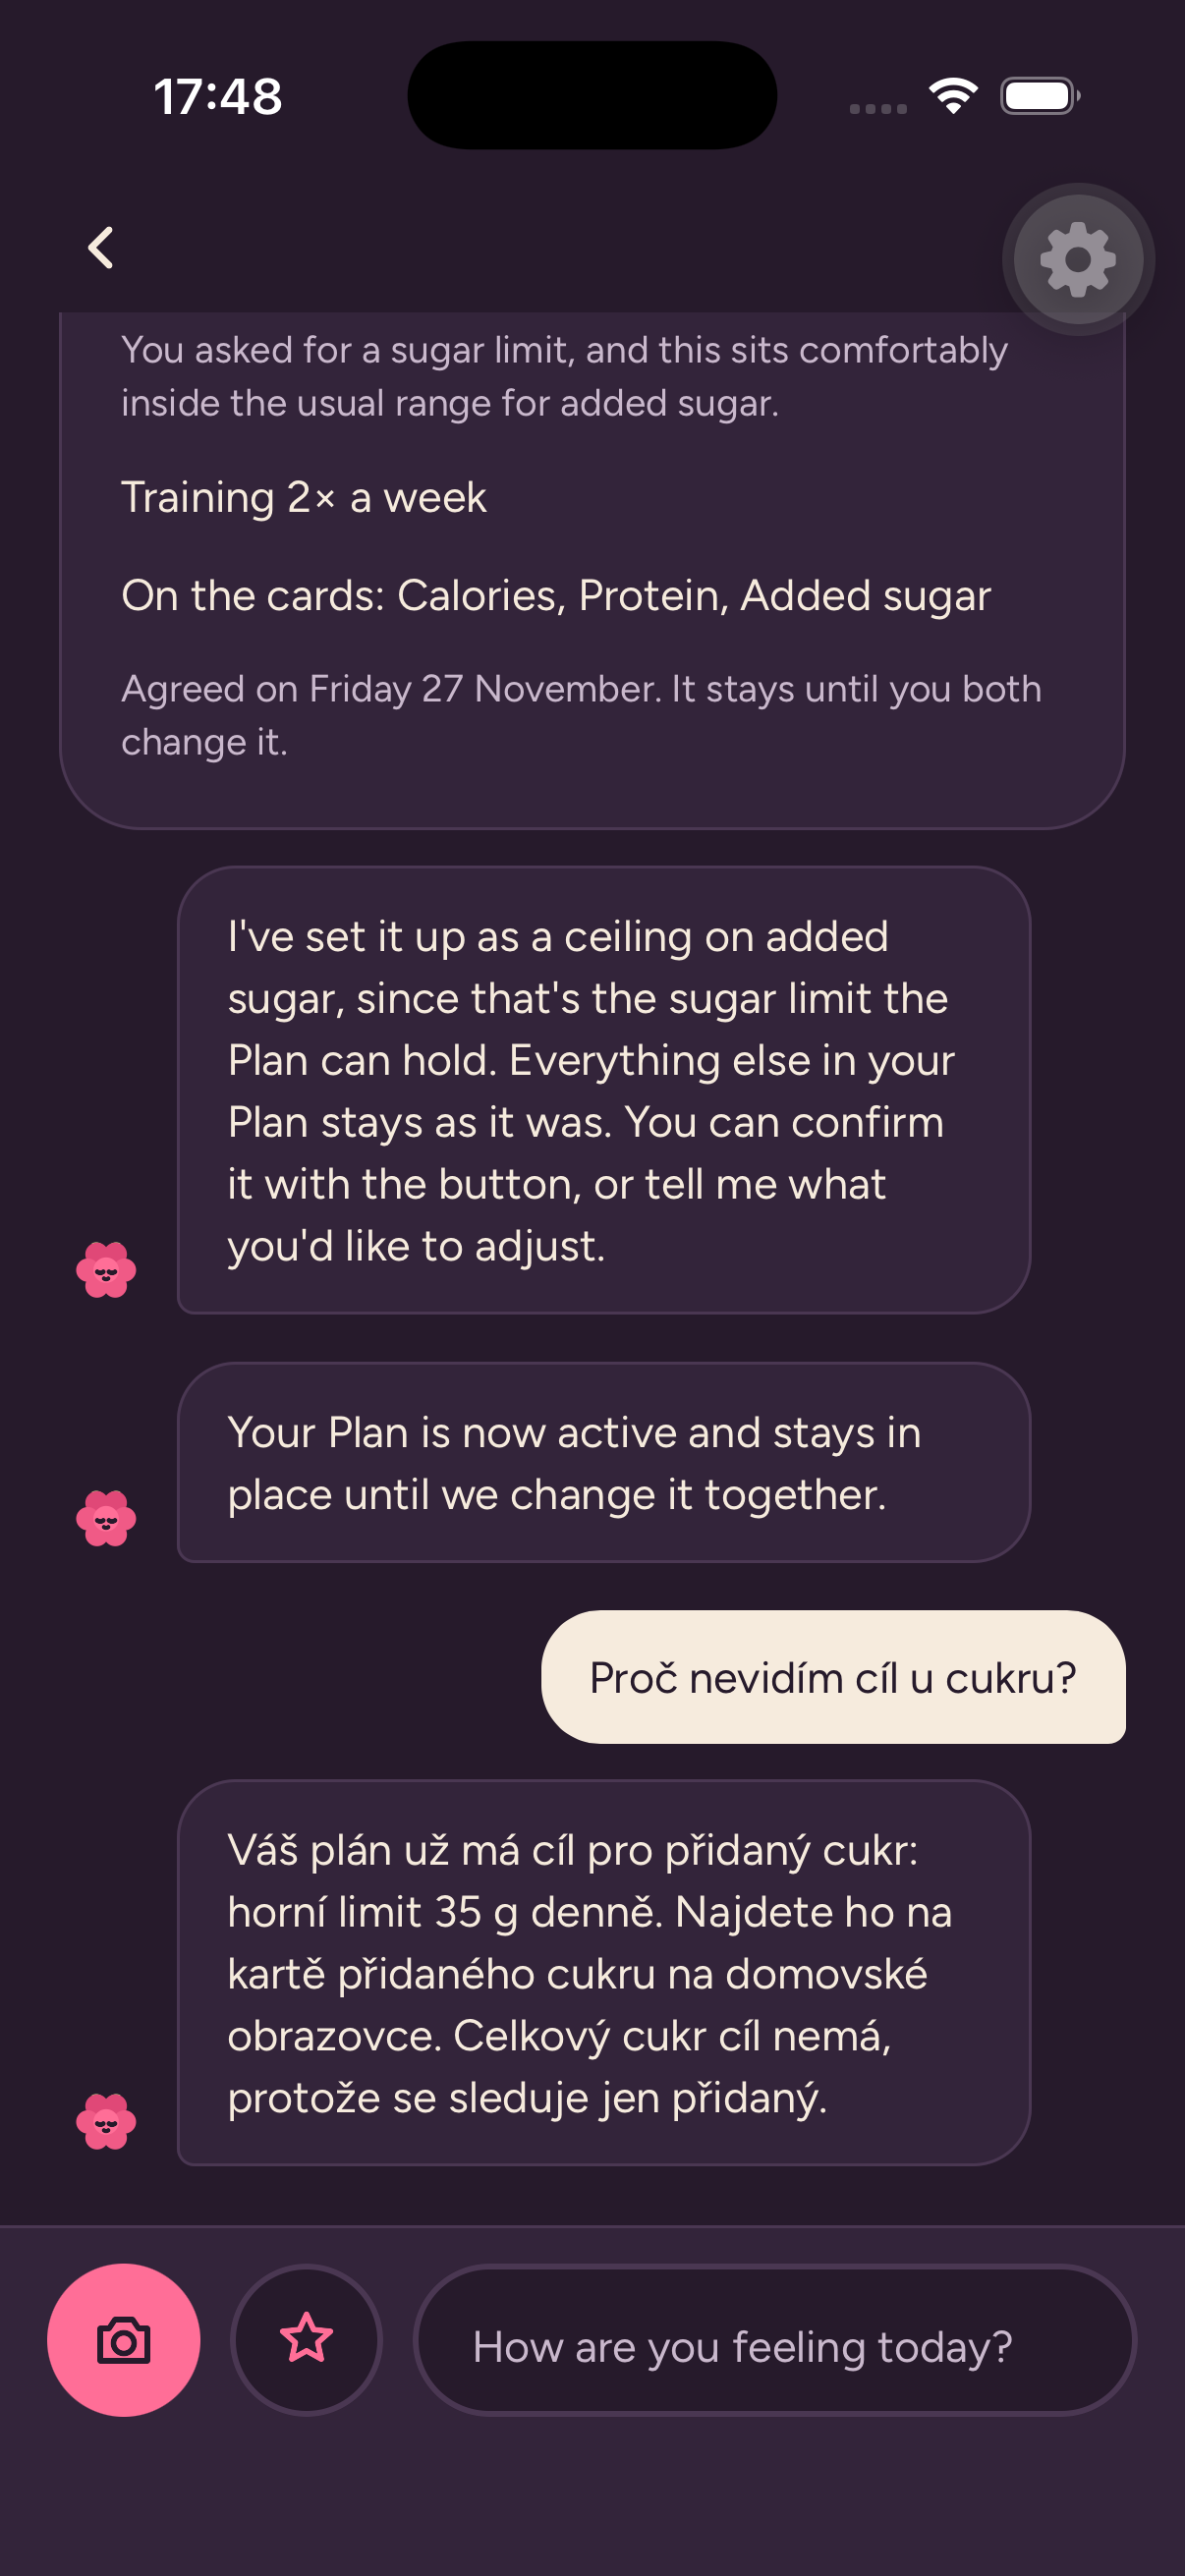 17:48
You asked for a sugar limit, and this sits comfortably
inside the usual range for added sugar.
Training 2× a week
On the cards: Calories, Protein, Added sugar
Agreed on Friday 27 November. It stays until you both
change it.
I've set it up as a ceiling on added
sugar, since that's the sugar limit the
Plan can hold. Everything else in your
Plan stays as it was. You can confirm
it with the button, or tell me what
you'd like to adjust.
Your Plan is now active and stays in
place until we change it together.
Proč nevidím cíl u cukru?
Váš plán už má cíl pro přidaný cukr:
horní limit 35 g denně. Najdete ho na
kartě přidaného cukru na domovské
obrazovce. Celkový cukr cíl nemá,
protože se sleduje jen přidaný.
How are you feeling today?